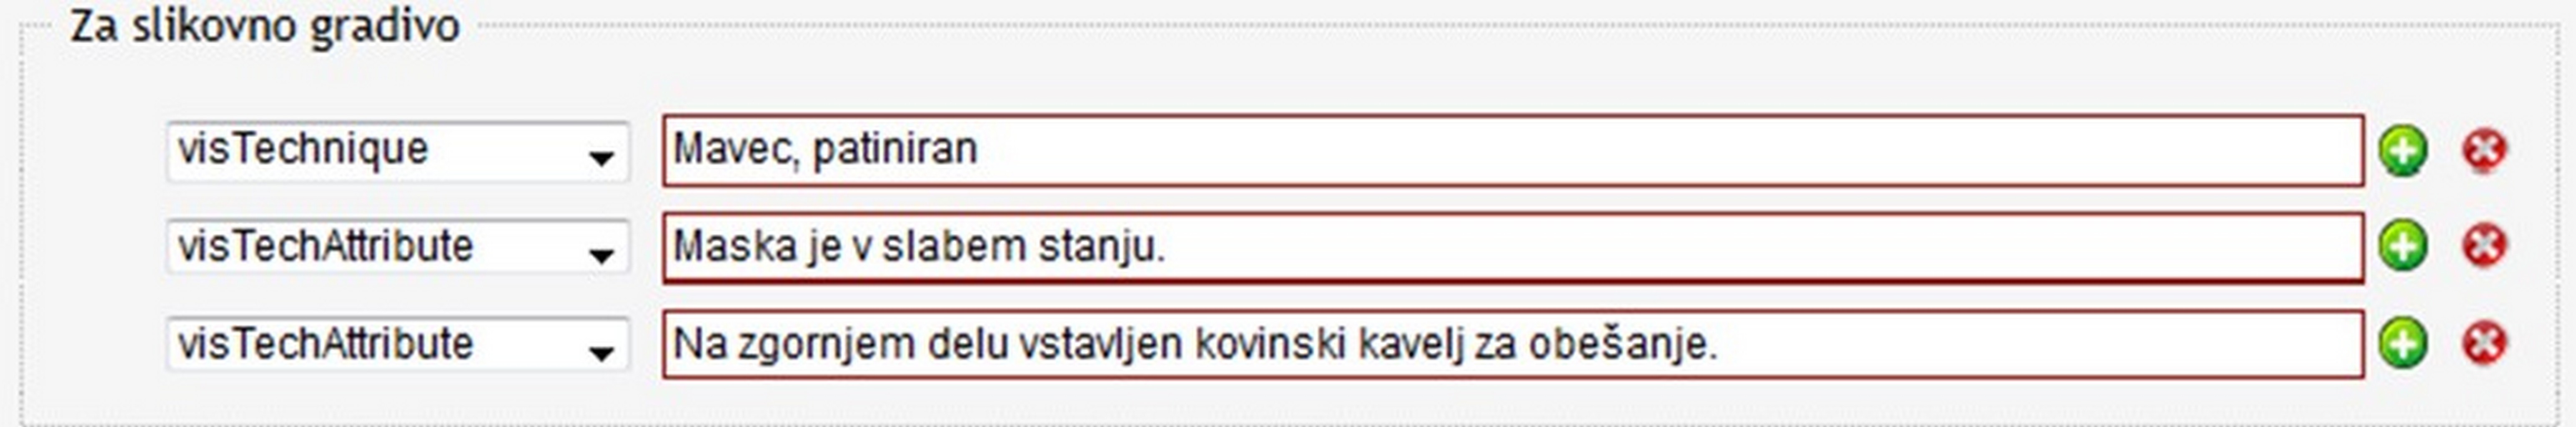 Za slikovno gradivo
visTechnique Mavec, patiniran
visTechAttribute Maska je v slabem stanju.
visTechAttribute Na zgornjem delu vstavljen kovinski kavelj za obešanje.